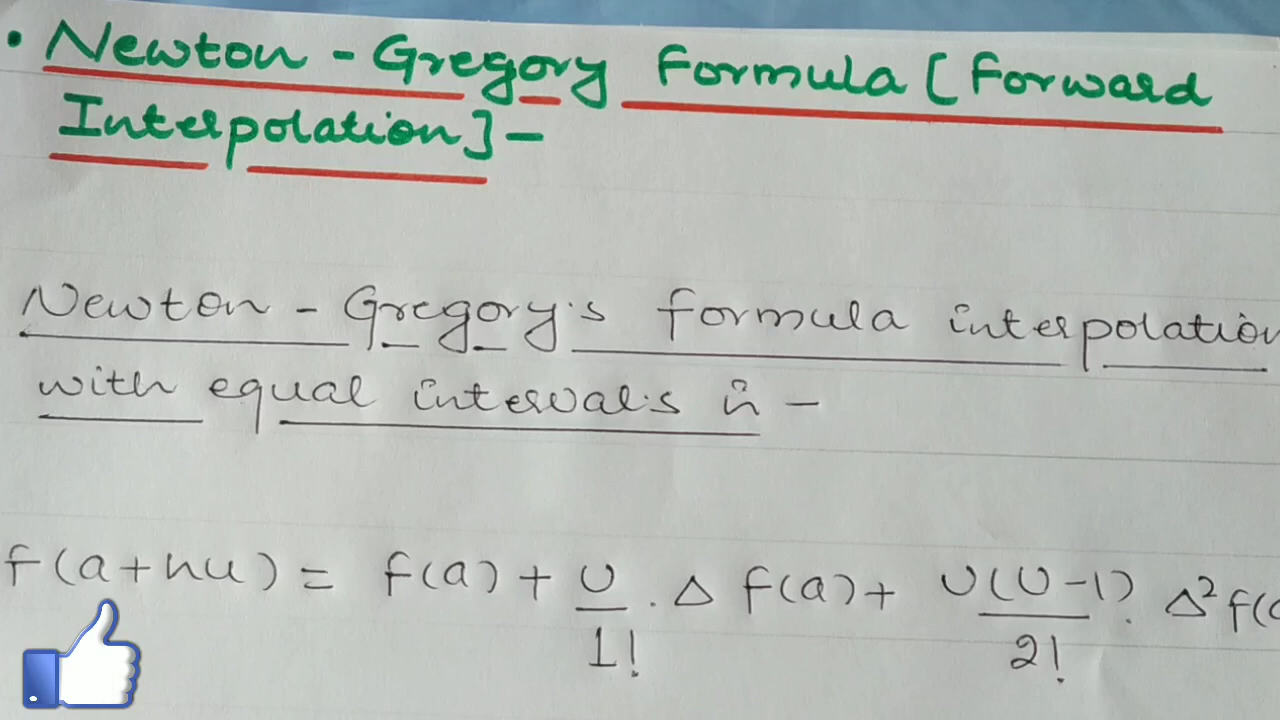 • Newton - Gregory Formula [Forward
Interpolation] -
Newton - Gregory's formula interpolation
with equal intervals is -
f(a+hu) = f(a) + U/1! . Δ f(a) + U(U-1)/2! . Δ² f(